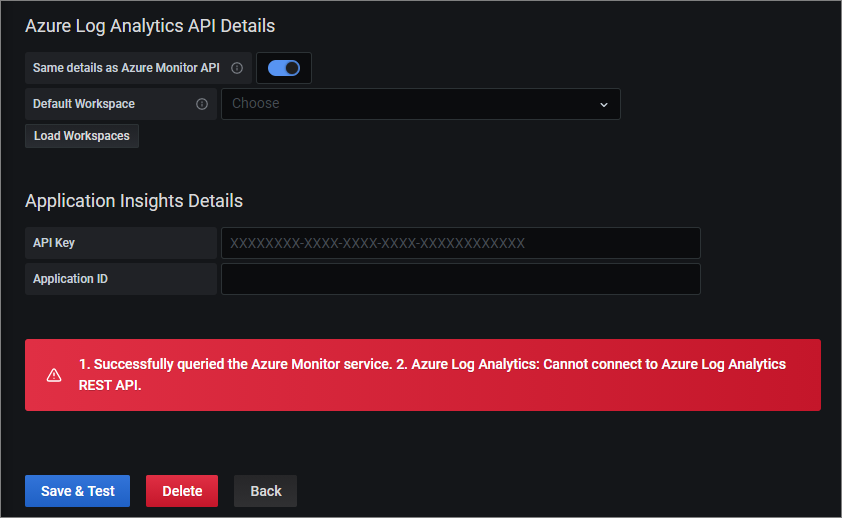 Azure Log Analytics API Details
Same details as Azure Monitor API
Default Workspace
Choose
Load Workspaces
Application Insights Details
API Key
XXXXXXXX-XXXX-XXXX-XXXX-XXXXXXXXXXXX
Application ID
1. Successfully queried the Azure Monitor service. 2. Azure Log Analytics: Cannot connect to Azure Log Analytics
REST API.
Save & Test
Delete
Back